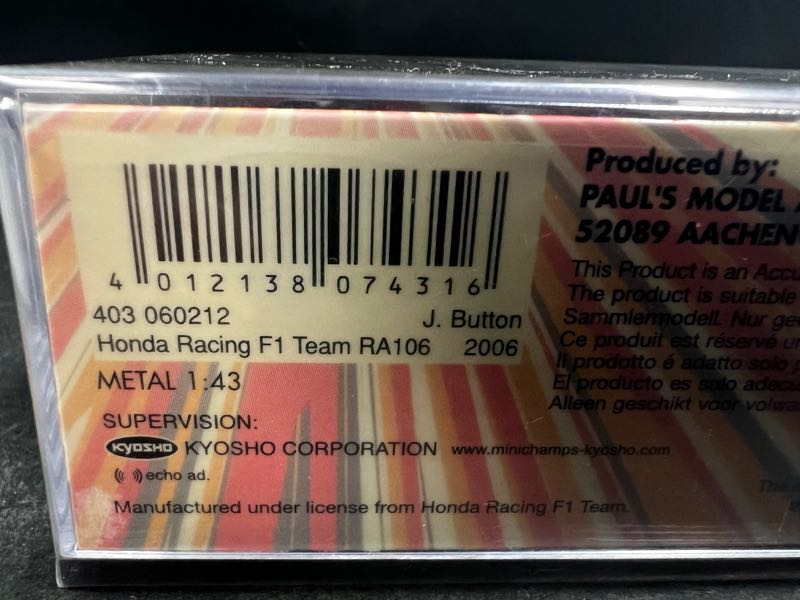 4 012138 074316
403 060212 J. Button
Honda Racing F1 Team RA106 2006
METAL 1:43
SUPERVISION:
KYOSHO KYOSHO CORPORATION www.minichamps-kyosho.com
echo ad.
Manufactured under license from Honda Racing F1 Team.
Produced by:
PAUL'S MODEL
52089 AACHEN
This Product is an Accu
The product is suitable
Sammlermodell. Nur ge
Ce produit est réservé u
Il prodotto é adatto solo p
El producto es solo adecu
Alleen geschikt voor volwa
The